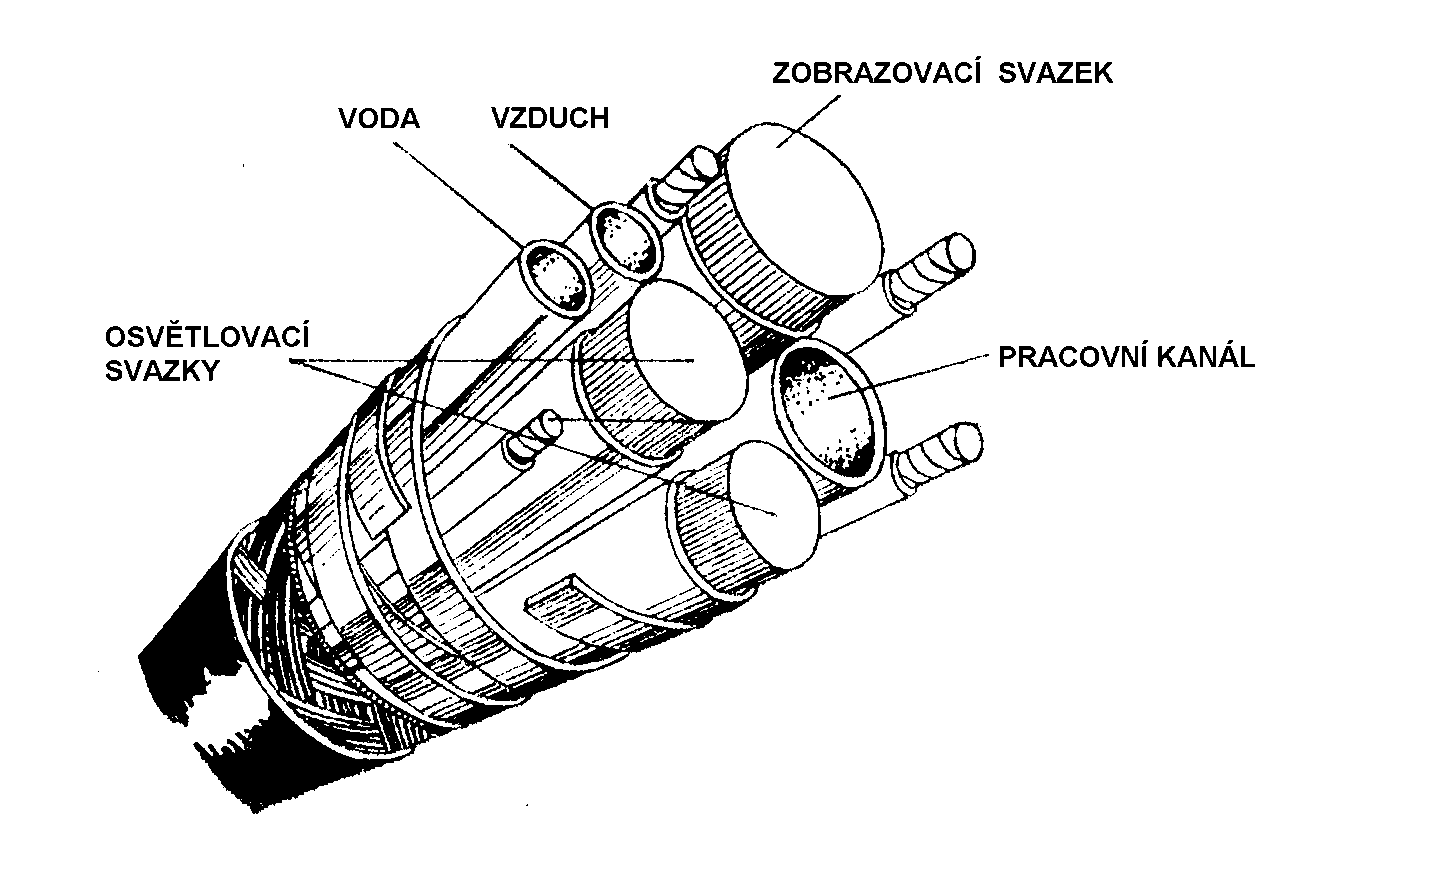 ZOBRAZOVACÍ SVAZEK
VODA
VZDUCH
OSVĚTLOVACÍ
SVAZKY
PRACOVNÍ KANÁL